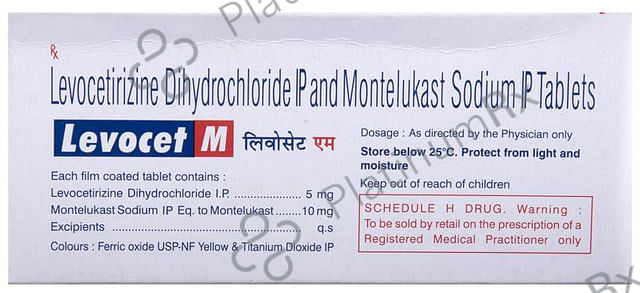 Rx
Levocetirizine Dihydrochloride IP and Montelukast Sodium IP Tablets
Levocet M लिवोसेट एम
Each film coated tablet contains :
Levocetirizine Dihydrochloride I.P. .................... 5 mg
Montelukast Sodium IP Eq. to Montelukast ........10 mg
Excipients ............................................... q.s
Colours : Ferric oxide USP-NF Yellow & Titanium Dioxide IP
Dosage : As directed by the Physician only
Store below 25°C. Protect from light and
moisture
Keep out of reach of children
SCHEDULE H DRUG. Warning :
To be sold by retail on the prescription of a
Registered Medical Practitioner only
PlatinumRx